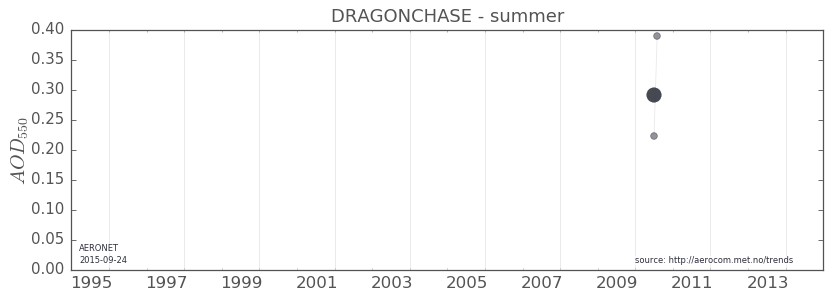 DRAGONCHASE - summer
0.40
0.35
0.30
0.25
0.20
0.15
0.10
0.05
0.00
AOD550
AERONET
2015-09-24
source: http://aerocom.met.no/trends
1995 1997 1999 2001 2003 2005 2007 2009 2011 2013